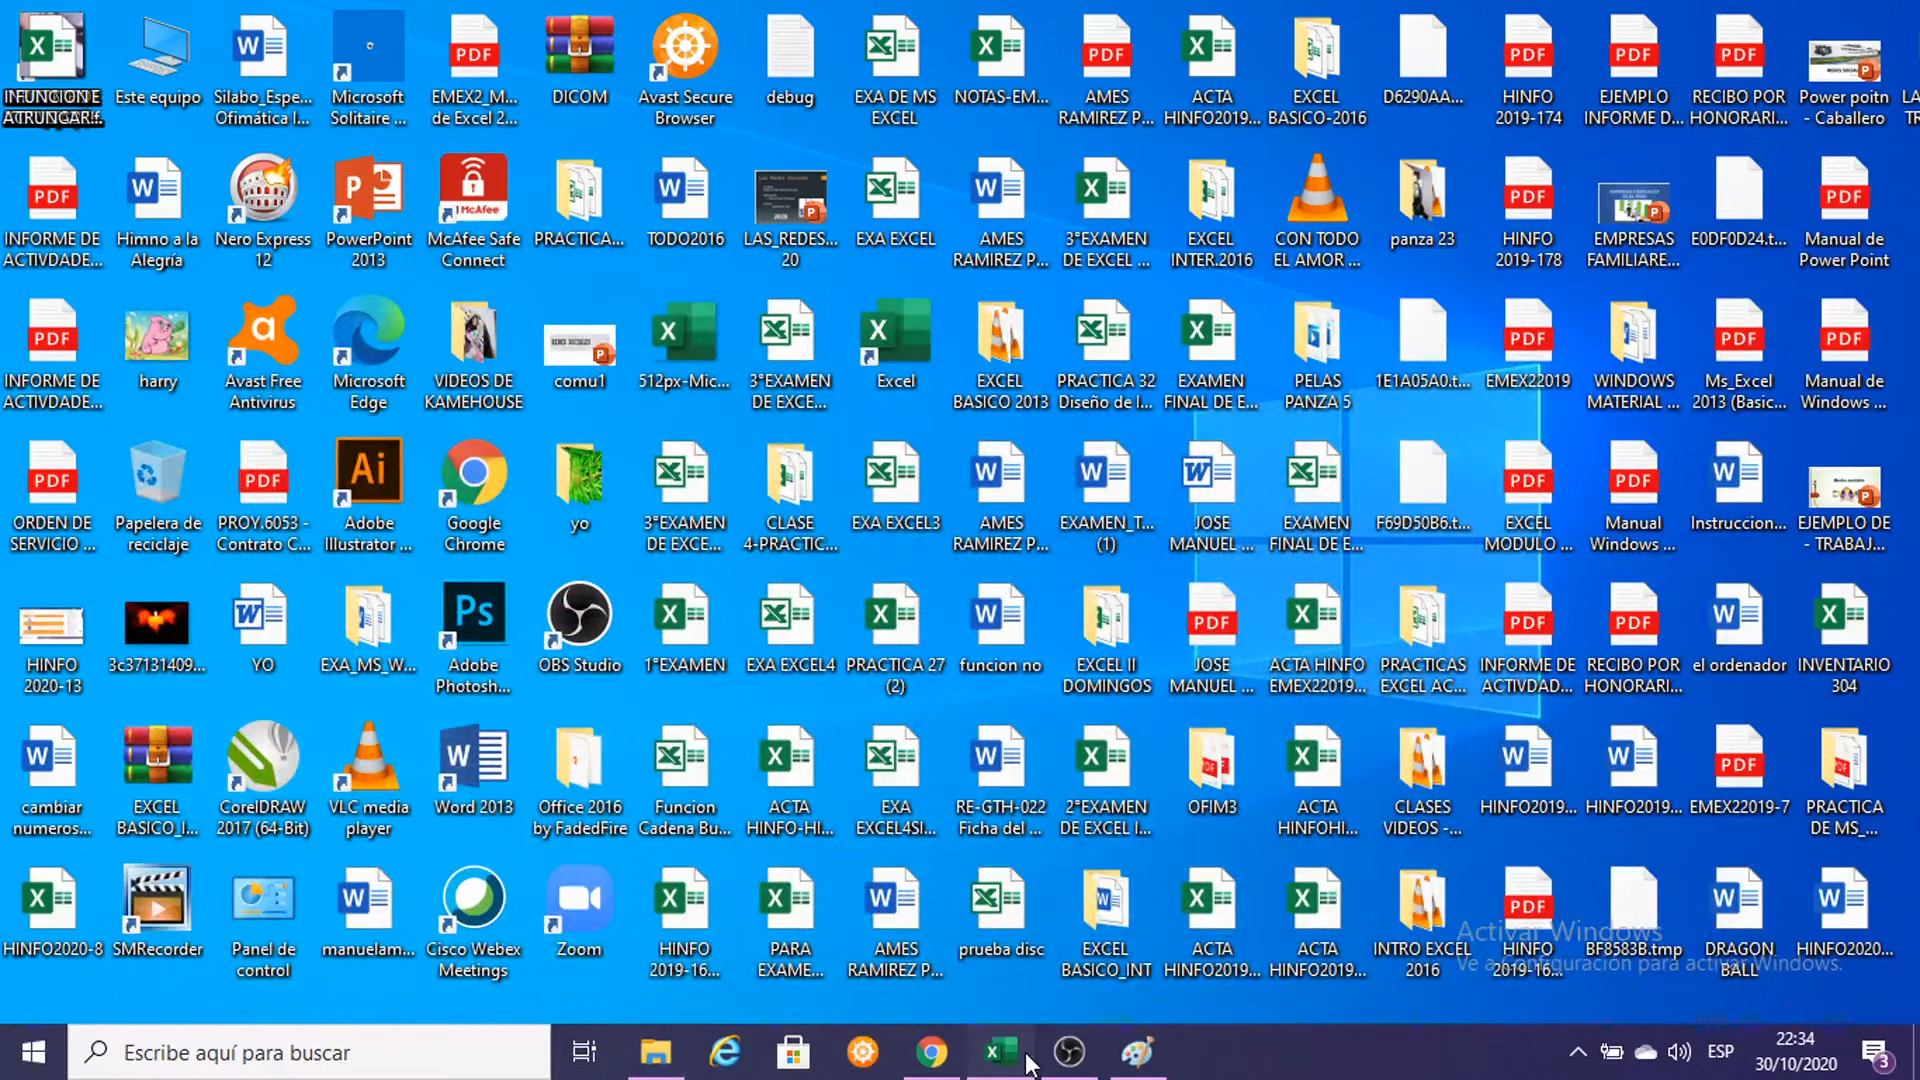 INFUNCION E
ATRUNCAR.f...
Este equipo
Silabo_Espe...
Ofimática I...
Microsoft
Solitaire ...
EMEX2_M...
de Excel 2...
DICOM
Avast Secure
Browser
debug
EXA DE MS
EXCEL
NOTAS-EM...
AMES
RAMIREZ P...
ACTA
HINFO2019...
EXCEL
BASICO-2016
D6290AA...
HINFO
2019-174
EJEMPLO
INFORME D...
RECIBO POR
HONORARI...
Power poitn
- Caballero
INFORME DE
ACTIVDADE...
Himno a la
Alegría
Nero Express
12
PowerPoint
2013
McAfee Safe
Connect
PRACTICA...
TODO2016
LAS_REDES...
20
EXA EXCEL
AMES
RAMIREZ P...
3°EXAMEN
DE EXCEL ...
EXCEL
INTER.2016
CON TODO
EL AMOR ...
panza 23
HINFO
2019-178
EMPRESAS
FAMILIARE...
E0DF0D24.t...
Manual de
Power Point
INFORME DE
ACTIVDADE...
harry
Avast Free
Antivirus
Microsoft
Edge
VIDEOS DE
KAMEHOUSE
comu1
512px-Mic...
3°EXAMEN
DE EXCE...
Excel
EXCEL
BASICO 2013
PRACTICA 32
Diseño de l...
EXAMEN
FINAL DE E...
PELAS
PANZA 5
1E1A05A0.t...
EMEX22019
WINDOWS
MATERIAL ...
Ms_Excel
2013 (Basic...
Manual de
Windows ...
ORDEN DE
SERVICIO ...
Papelera de
reciclaje
PROY.6053 -
Contrato C...
Adobe
Illustrator ...
Google
Chrome
yo
3°EXAMEN
DE EXCE...
CLASE
4-PRACTIC...
EXA EXCEL3
AMES
RAMIREZ P...
EXAMEN_T...
(1)
JOSE
MANUEL ...
EXAMEN
FINAL DE E...
F69D50B6.t...
EXCEL
MODULO ...
Manual
Windows ...
Instruccion...
EJEMPLO DE
- TRABAJ...
HINFO
2020-13
3c37131409...
YO
EXA_MS_W...
Adobe
Photosh...
OBS Studio
1°EXAMEN
EXA EXCEL4
PRACTICA 27
(2)
funcion no
EXCEL II
DOMINGOS
JOSE
MANUEL ...
ACTA HINFO
EMEX22019...
PRACTICAS
EXCEL AC...
INFORME DE
ACTIVDAD...
RECIBO POR
HONORARI...
el ordenador
INVENTARIO
304
cambiar
numeros...
EXCEL
BASICO_I...
CorelDRAW
2017 (64-Bit)
VLC media
player
Word 2013
Office 2016
by FadedFire
Funcion
Cadena Bu...
ACTA
HINFO-HI...
EXA
EXCEL4SI...
RE-GTH-022
Ficha del ...
2°EXAMEN
DE EXCEL I...
OFIM3
ACTA
HINFOHI...
CLASES
VIDEOS -...
HINFO2019...
HINFO2019...
EMEX22019-7
PRACTICA
DE MS_...
HINFO2020-8
SMRecorder
Panel de
control
manuelam...
Cisco Webex
Meetings
Zoom
HINFO
2019-16...
PARA
EXAME...
AMES
RAMIREZ P...
prueba disc
EXCEL
BASICO_INT
ACTA
HINFO2019...
ACTA
HINFO2019...
INTRO EXCEL
2016
HINFO
2019-16...
BF8583B.tmp
DRAGON
BALL
HINFO2020...
Activar Windows
Ve a Configuración para activar Windows.
Escribe aquí para buscar
ESP
22:34
30/10/2020
3